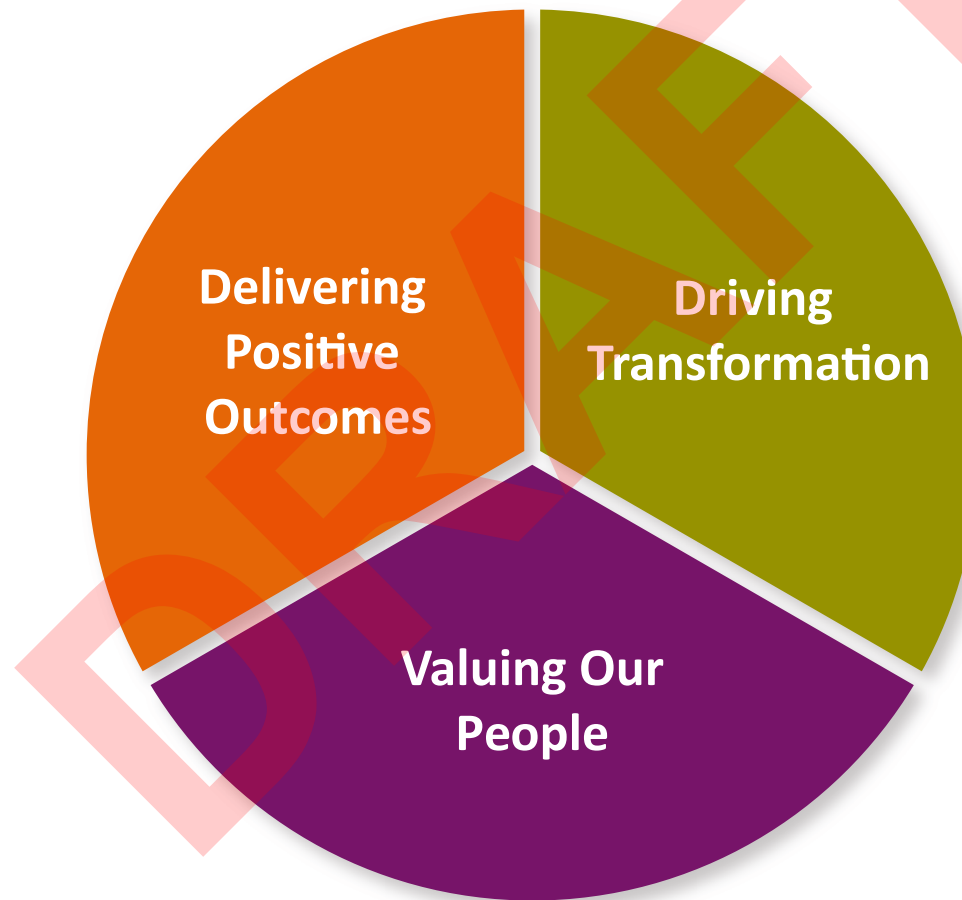 Delivering
Positive
Outcomes
Driving
Transformation
Valuing Our
People
DRAFT